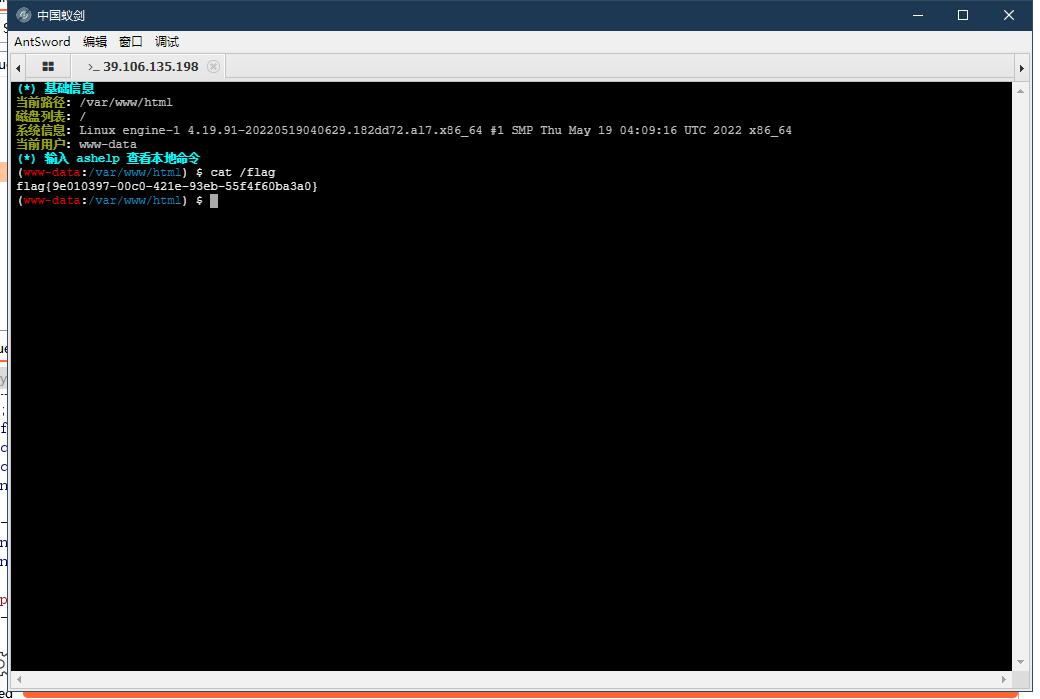 中国蚁剑
AntSword 编辑 窗口 调试
>_ 39.106.135.198
(*) 基础信息
当前路径: /var/www/html
磁盘列表: /
系统信息: Linux engine-1 4.19.91-20220519040629.182dd72.al7.x86_64 #1 SMP Thu May 19 04:09:16 UTC 2022 x86_64
当前用户: www-data
(*) 输入 ashelp 查看本地命令
(www-data:/var/www/html) $ cat /flag
flag{9e010397-00c0-421e-93eb-55f4f60ba3a0}
(www-data:/var/www/html) $